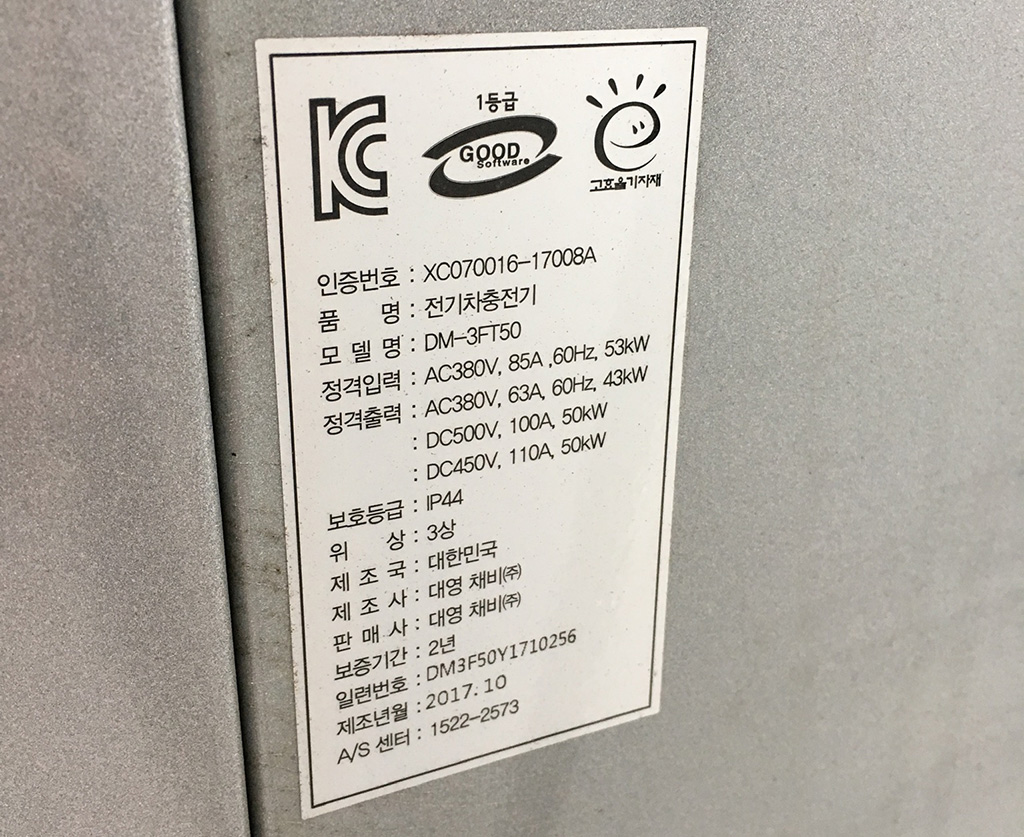 KC
1등급
GOOD
Software
고효율기자재
인증번호 : XC070016-17008A
품 명 : 전기차충전기
모 델 명 : DM-3FT50
정격입력 : AC380V, 85A ,60Hz, 53kW
정격출력 : AC380V, 63A, 60Hz, 43kW
: DC500V, 100A, 50kW
: DC450V, 110A, 50kW
보호등급 : IP44
위 상 : 3상
제 조 국 : 대한민국
제 조 사 : 대영 채비㈜
판 매 사 : 대영 채비㈜
보증기간 : 2년
일련번호 : DM3F50Y1710256
제조년월 : 2017. 10
A/S 센터 : 1522-2573